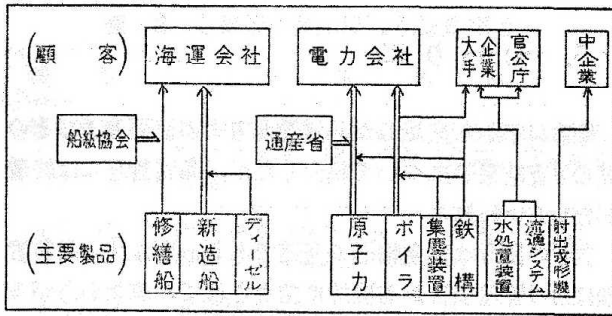 (顧客)
海運会社
電力会社
大手企業
官公庁
中企業
船級協会
通産省
(主要製品)
修繕船
新造船
ディーゼル
原子力
ボイラ
集塵装置
鉄構
水処置装置
流通システム
射出成形機